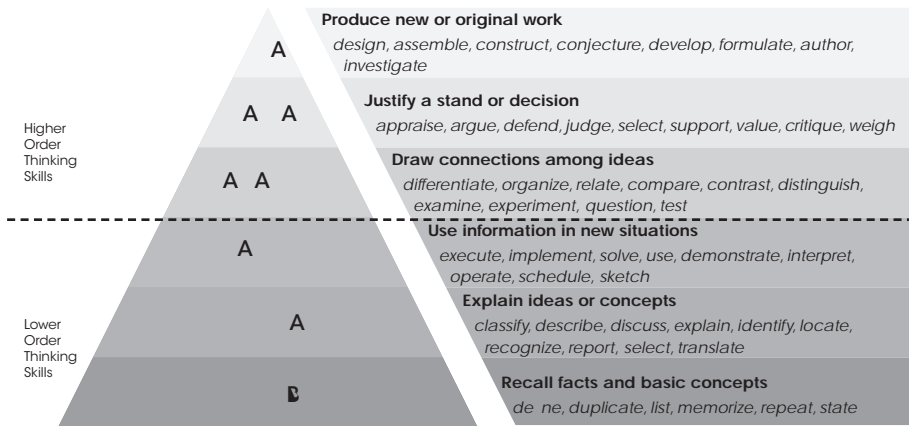 Produce new or original work
A
design, assemble, construct, conjecture, develop, formulate, author,
investigate
Justify a stand or decision
A A
appraise, argue, defend, judge, select, support, value, critique, weigh
Higher
Order
Thinking
Skills
Draw connections among ideas
A A
differentiate, organize, relate, compare, contrast, distinguish,
examine, experiment, question, test
Use information in new situations
A
execute, implement, solve, use, demonstrate, interpret,
operate, schedule, sketch
Explain ideas or concepts
A
classify, describe, discuss, explain, identify, locate,
recognize, report, select, translate
Lower
Order
Thinking
Skills
Recall facts and basic concepts
de ne, duplicate, list, memorize, repeat, state